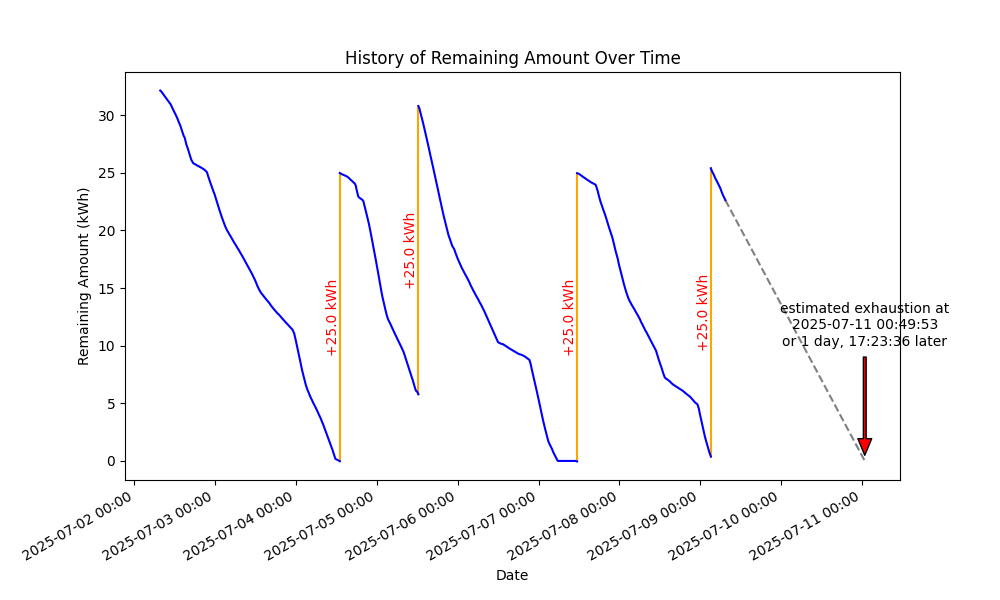 History of Remaining Amount Over Time
Remaining Amount (kWh)
30
25
20
15
10
5
0
+25.0 kWh
+25.0 kWh
+25.0 kWh
+25.0 kWh
estimated exhaustion at
2025-07-11 00:49:53
or 1 day, 17:23:36 later
2025-07-02 00:00
2025-07-03 00:00
2025-07-04 00:00
2025-07-05 00:00
2025-07-06 00:00
2025-07-07 00:00
2025-07-08 00:00
2025-07-09 00:00
2025-07-10 00:00
2025-07-11 00:00
Date